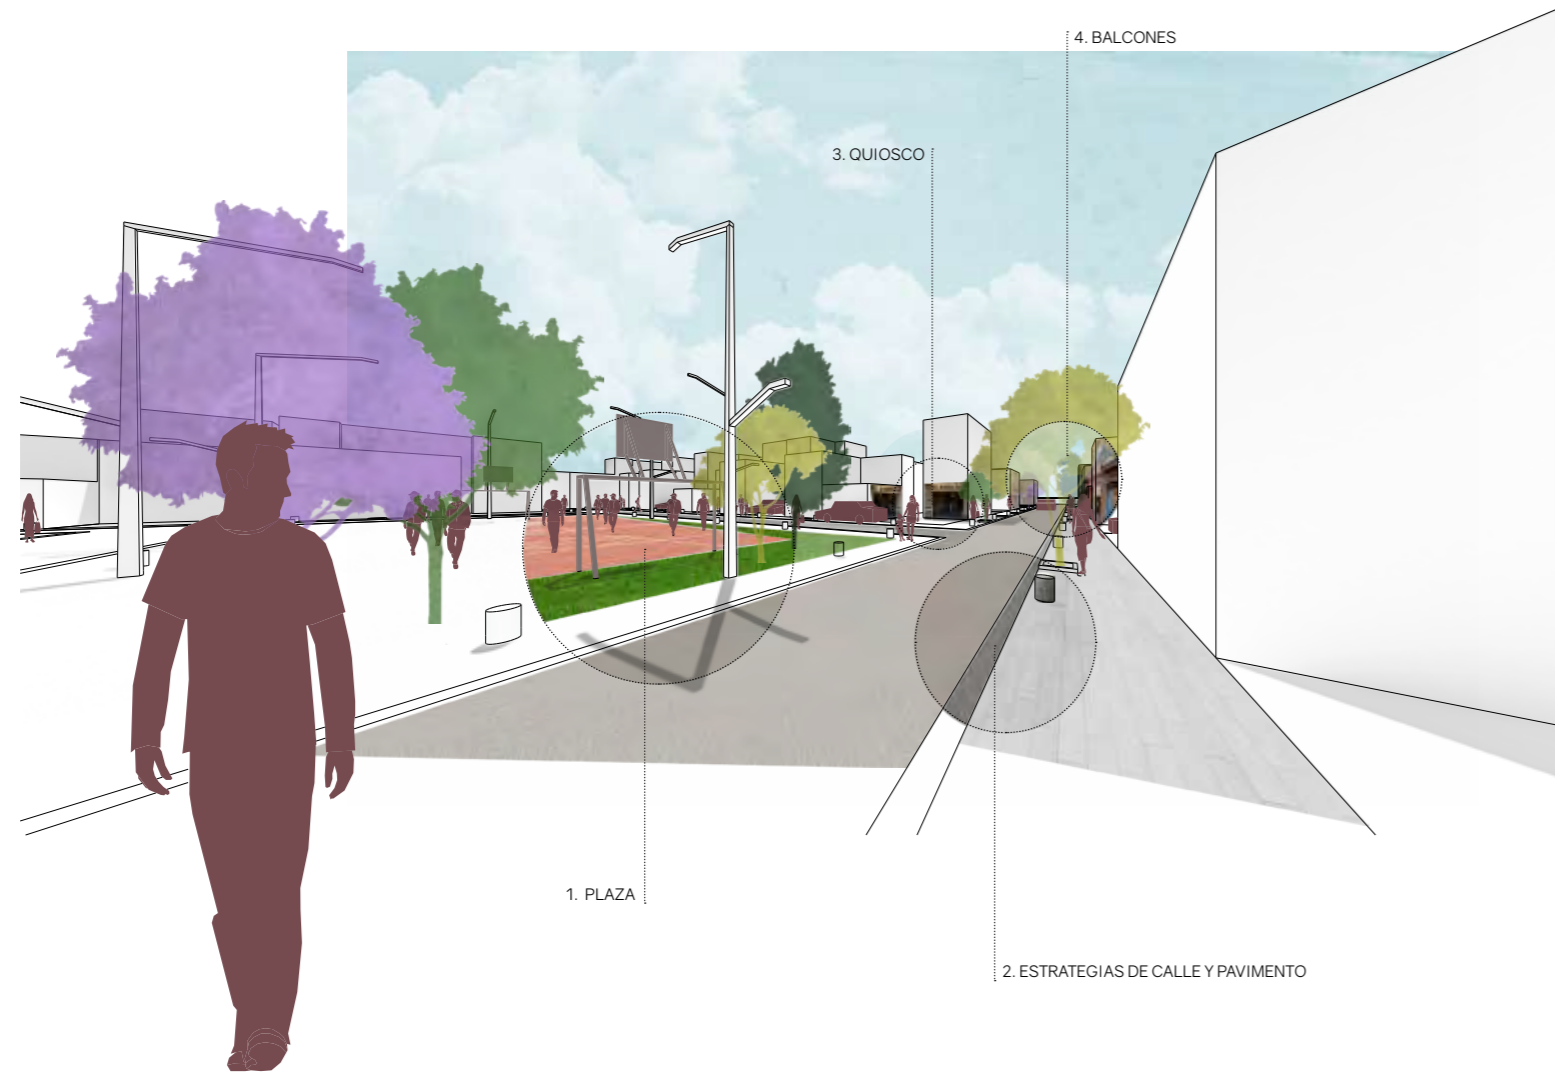 4. BALCONES
3. QUIOSCO
1. PLAZA
2. ESTRATEGIAS DE CALLE Y PAVIMENTO